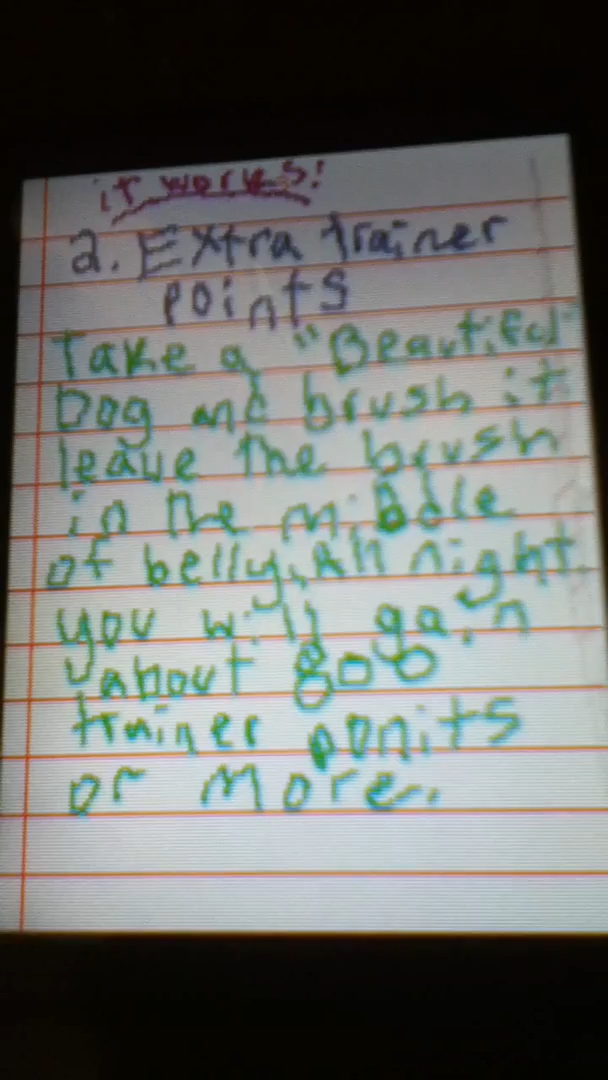 it works!
2. Extra trainer
points
Take a "Beautiful"
Dog and brush it
leave the brush
in the middle
of belly, All night.
you will gain
about 800
trainer ponits
or more.